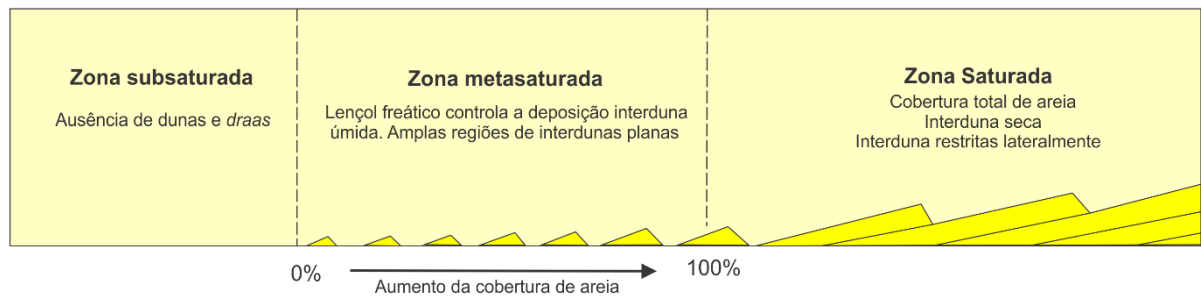 Zona subsaturada
Ausência de dunas e draas
Zona metasaturada
Lençol freático controla a deposição interduna
úmida. Amplas regiões de interdunas planas
Zona Saturada
Cobertura total de areia
Interduna seca
Interduna restritas lateralmente
0%
100%
Aumento da cobertura de areia